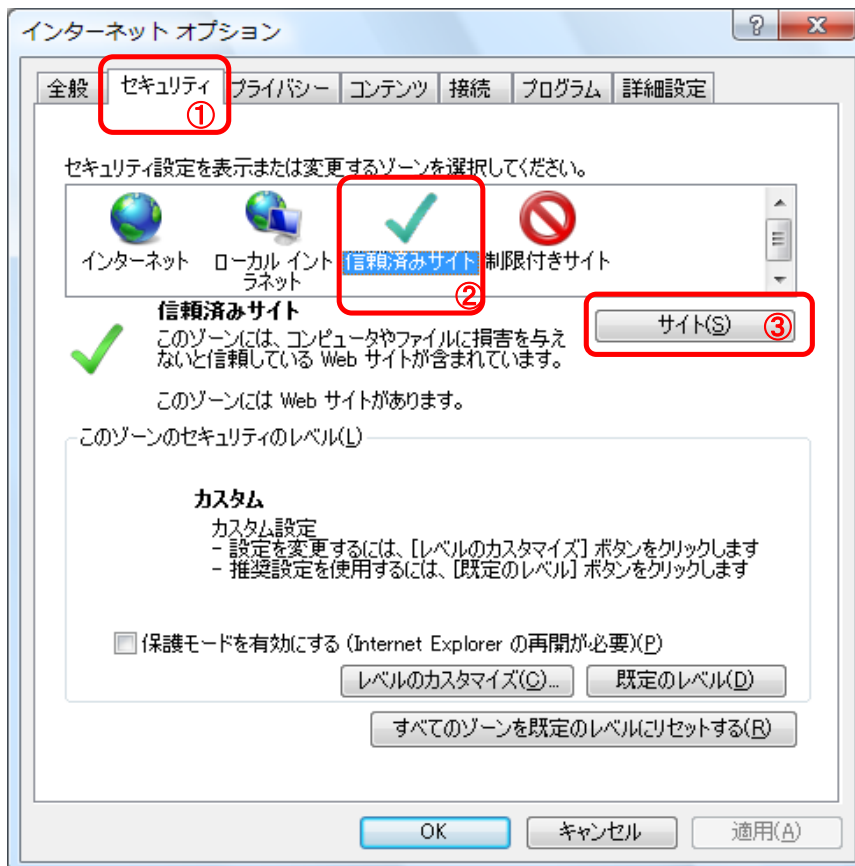 インターネット オプション
?
X
全般 セキュリティ プライバシー コンテンツ 接続 プログラム 詳細設定
①
セキュリティ設定を表示または変更するゾーンを選択してください。
インターネット
ローカル イント
ラネット
信頼済みサイト
制限付きサイト
②
信頼済みサイト
サイト(S)
③
このゾーンには、コンピュータやファイルに損害を与え
ないと信頼している Web サイトが含まれています。
このゾーンには Web サイトがあります。
このゾーンのセキュリティのレベル(L)
カスタム
カスタム設定
- 設定を変更するには、[レベルのカスタマイズ] ボタンをクリックします
- 推奨設定を使用するには、[既定のレベル] ボタンをクリックします
保護モードを有効にする (Internet Explorer の再開が必要)(P)
レベルのカスタマイズ(C)... 既定のレベル(D)
すべてのゾーンを既定のレベルにリセットする(R)
OK キャンセル 適用(A)